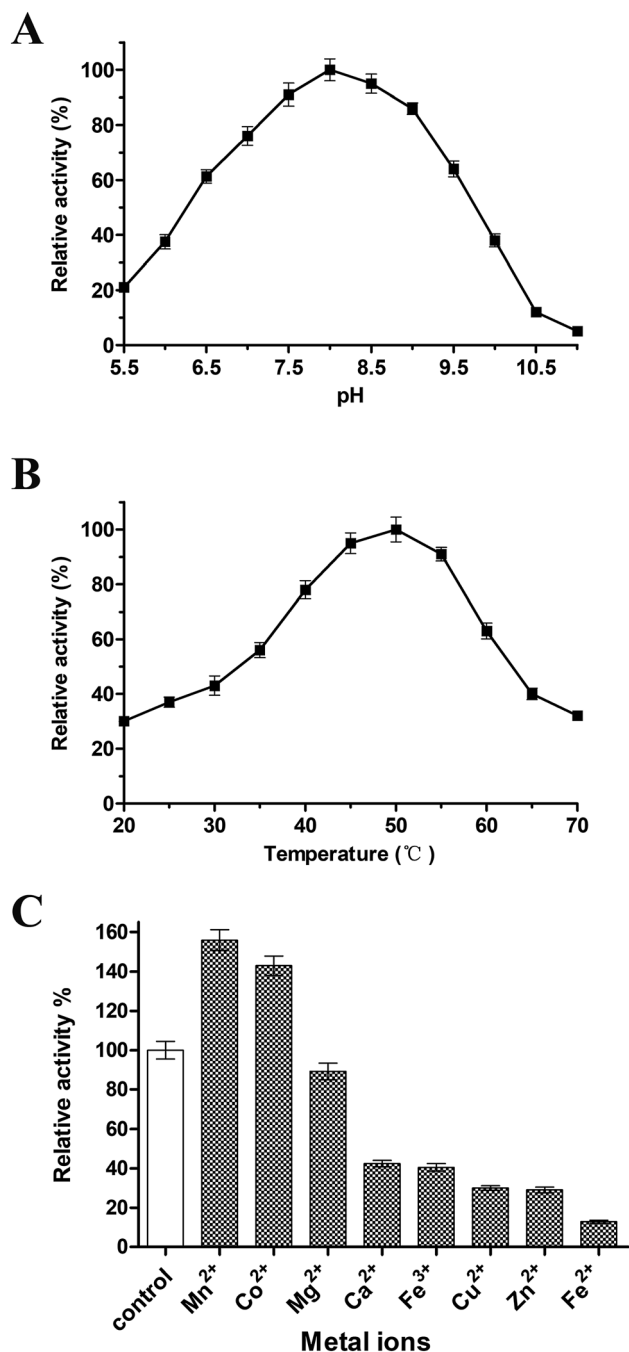 A
Relative activity (%)
100
80
60
40
20
0
5.5 6.5 7.5 8.5 9.5 10.5
pH
B
Relative activity (%)
100
80
60
40
20
0
20 30 40 50 60 70
Temperature (℃)
C
Relative activity %
160
140
120
100
80
60
40
20
0
control Mn²⁺ Co²⁺ Mg²⁺ Ca²⁺ Fe³⁺ Cu²⁺ Zn²⁺ Fe²⁺
Metal ions